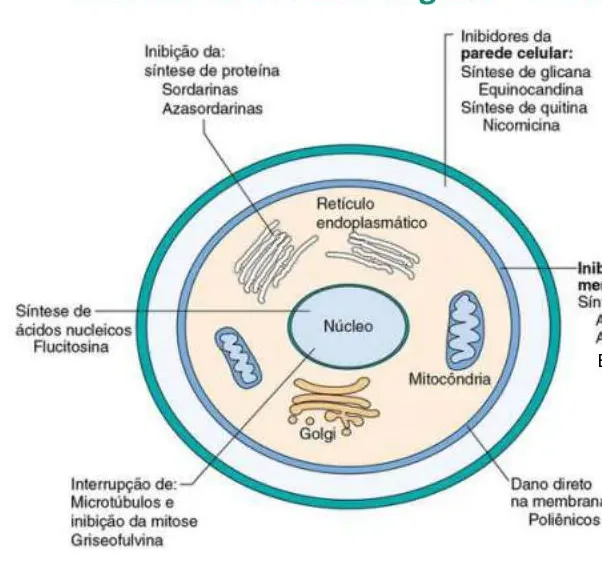 Inibição da:
síntese de proteína
Sordarinas
Azasordarinas
Inibidores da
parede celular:
Síntese de glicana
Equinocandina
Síntese de quitina
Nicomicina
Retículo
endoplasmático
Síntese de
ácidos nucleicos
Flucitosina
Núcleo
Mitocôndria
Golgi
Interrupção de:
Microtúbulos e
inibição da mitose
Griseofulvina
Dano direto
na membrana
Poliênicos